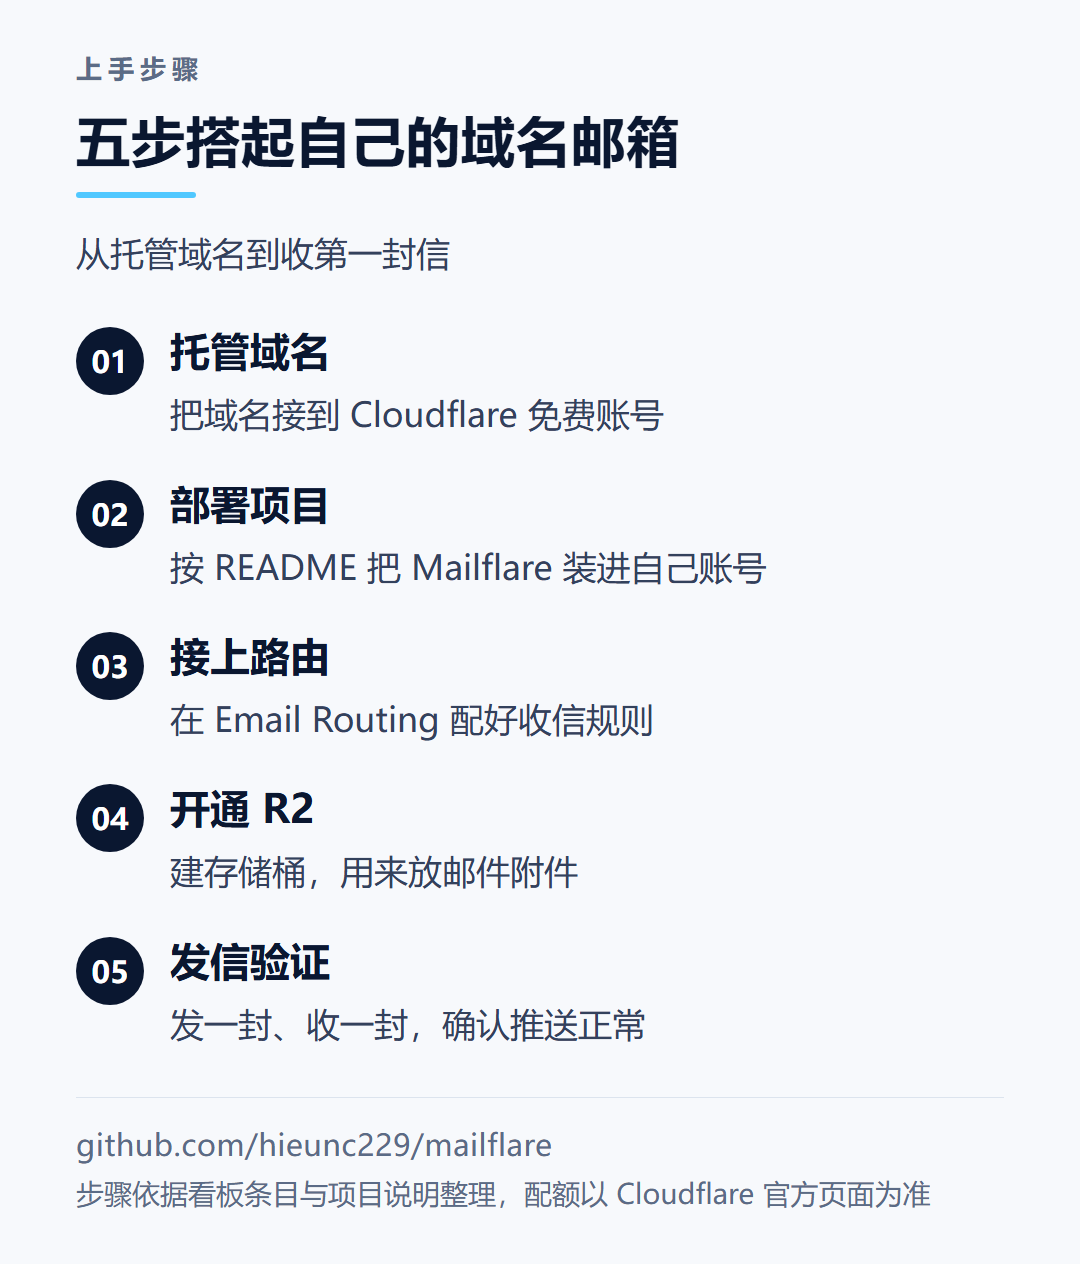 上手步骤
五步搭起自己的域名邮箱
从托管域名到收第一封信
01
托管域名
把域名接到 Cloudflare 免费账号
02
部署项目
按 README 把 Mailflare 装进自己账号
03
接上路由
在 Email Routing 配好收信规则
04
开通 R2
建存储桶，用来放邮件附件
05
发信验证
发一封、收一封，确认推送正常
github.com/hieunc229/mailflare
步骤依据看板条目与项目说明整理，配额以 Cloudflare 官方页面为准